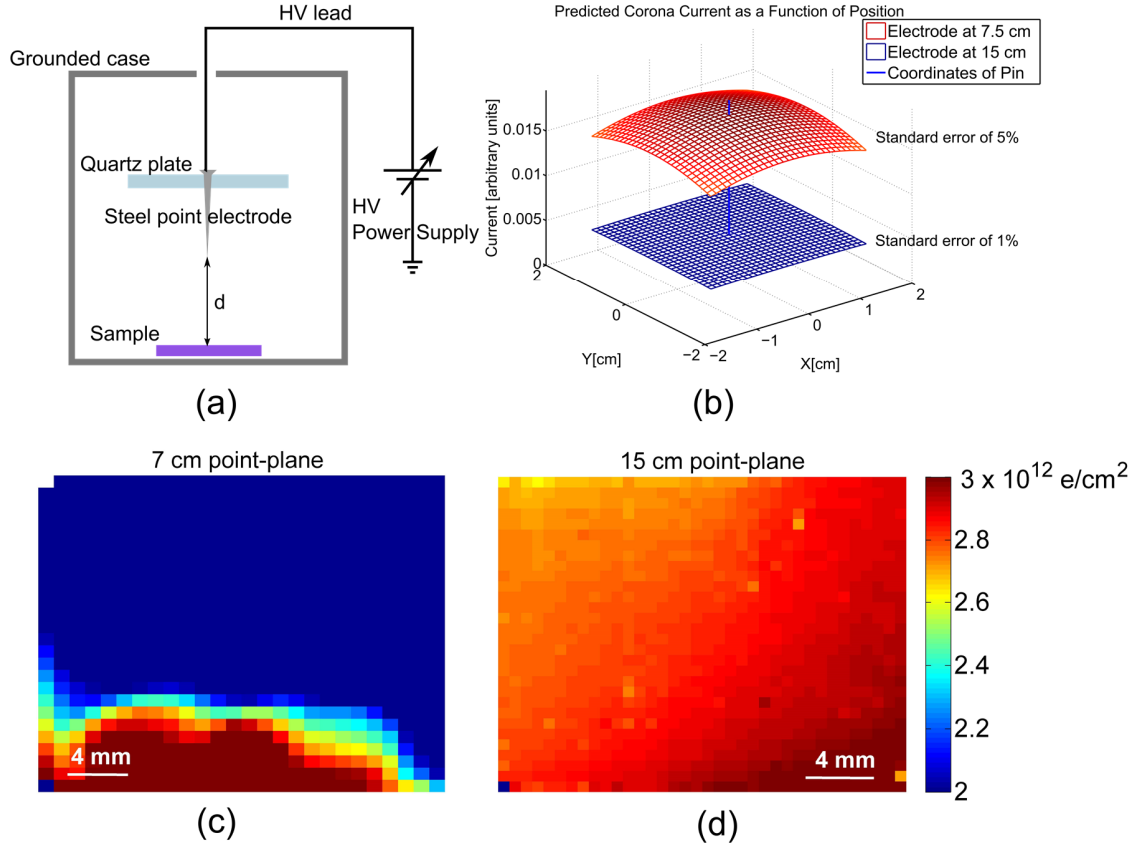 HV lead
Grounded case
Quartz plate
Steel point electrode
HV
Power Supply
d
Sample
(a)
Predicted Corona Current as a Function of Position
Electrode at 7.5 cm
Electrode at 15 cm
Coordinates of Pin
Current [arbitrary units]
0.015
0.01
0.005
0
Standard error of 5%
Standard error of 1%
2
0
−2
Y[cm]
−2
−1
0
1
2
X[cm]
(b)
7 cm point-plane
4 mm
(c)
15 cm point-plane
4 mm
(d)
3 x 10¹² e/cm²
2.8
2.6
2.4
2.2
2